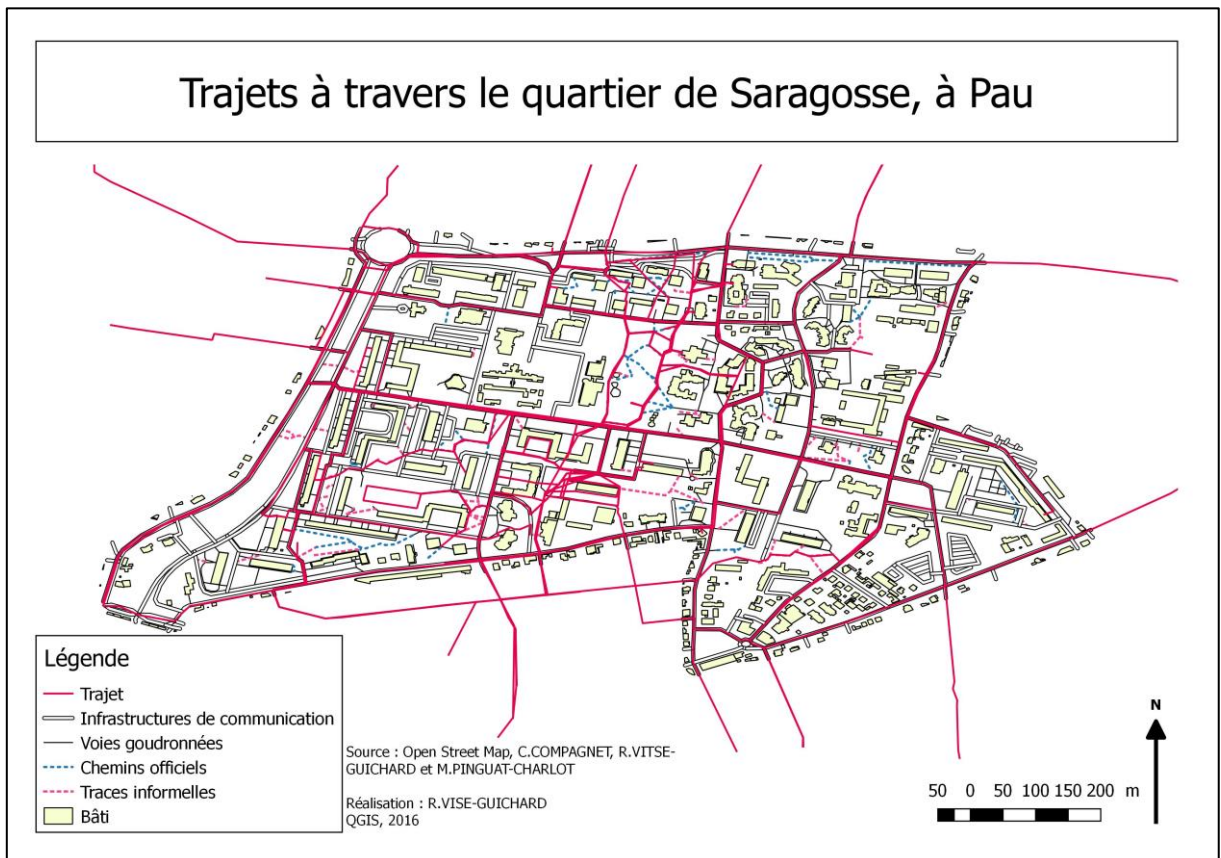 Trajets à travers le quartier de Saragosse, à Pau
Légende
Trajet
Infrastructures de communication
Voies goudronnées
Chemins officiels
Traces informelles
Bâti
Source : Open Street Map, C.COMPAGNET, R.VITSE-
GUICHARD et M.PINGUAT-CHARLOT
Réalisation : R.VISE-GUICHARD
QGIS, 2016
N
50 0 50 100 150 200 m